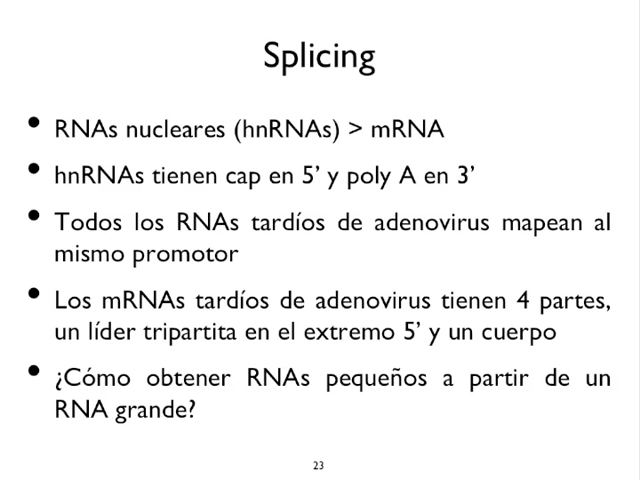 Splicing
• RNAs nucleares (hnRNAs) > mRNA
• hnRNAs tienen cap en 5’ y poly A en 3’
• Todos los RNAs tardíos de adenovirus mapean al
mismo promotor
• Los mRNAs tardíos de adenovirus tienen 4 partes,
un líder tripartita en el extremo 5’ y un cuerpo
• ¿Cómo obtener RNAs pequeños a partir de un
RNA grande?
23